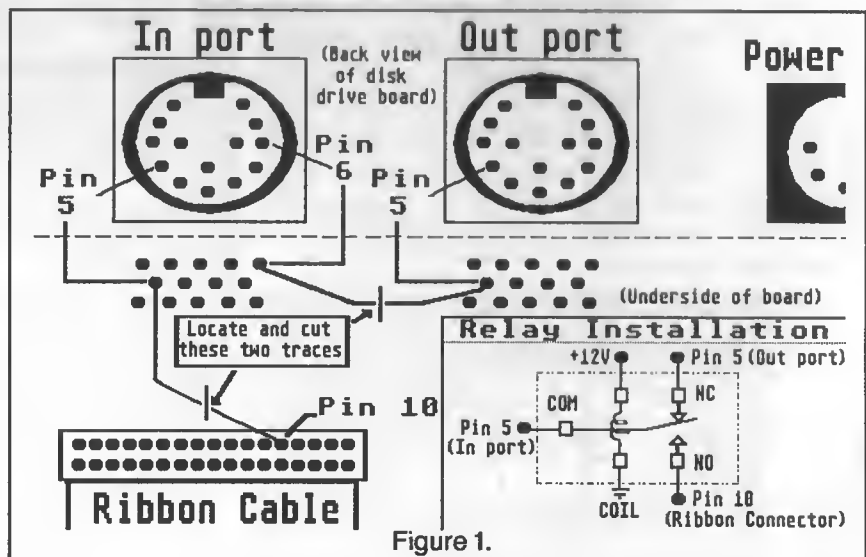 In port
(Back view
of disk
drive board)
Out port
Power
Pin
5
Pin
6
Pin
5
(Underside of board)
Locate and cut
these two traces
Pin 10
Ribbon Cable
Relay Installation
+12V
Pin 5 (Out port)
COM
NC
Pin 5
(In port)
NO
COIL
Pin 10
(Ribbon Connector)
Figure 1.